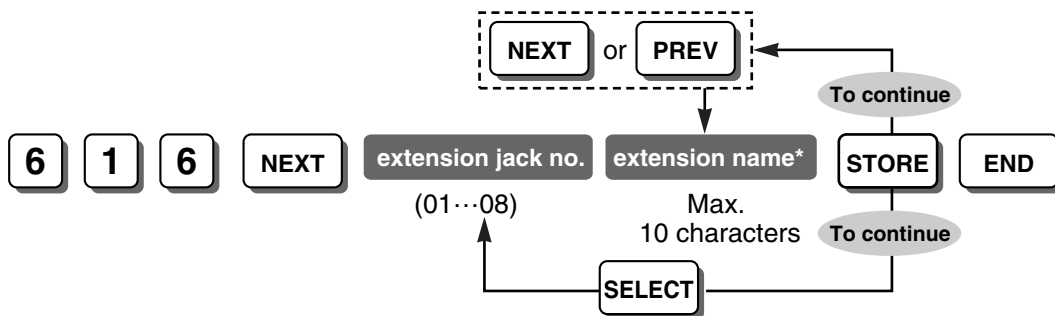 NEXT or PREV
To continue
6 1 6 NEXT extension jack no. extension name* STORE END
(01···08) Max.
10 characters To continue
SELECT